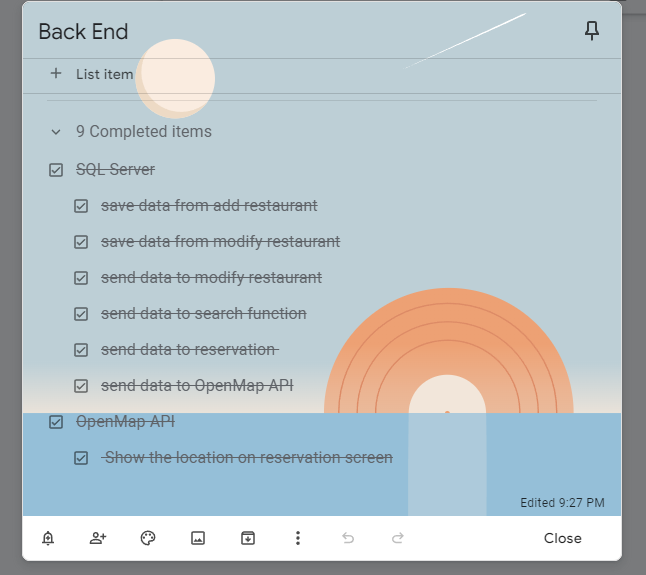 Back End
List item
9 Completed items
SQL Server
save data from add restaurant
save data from modify restaurant
send data to modify restaurant
send data to search function
send data to reservation
send data to OpenMap API
OpenMap API
Show the location on reservation screen
Edited 9:27 PM
Close